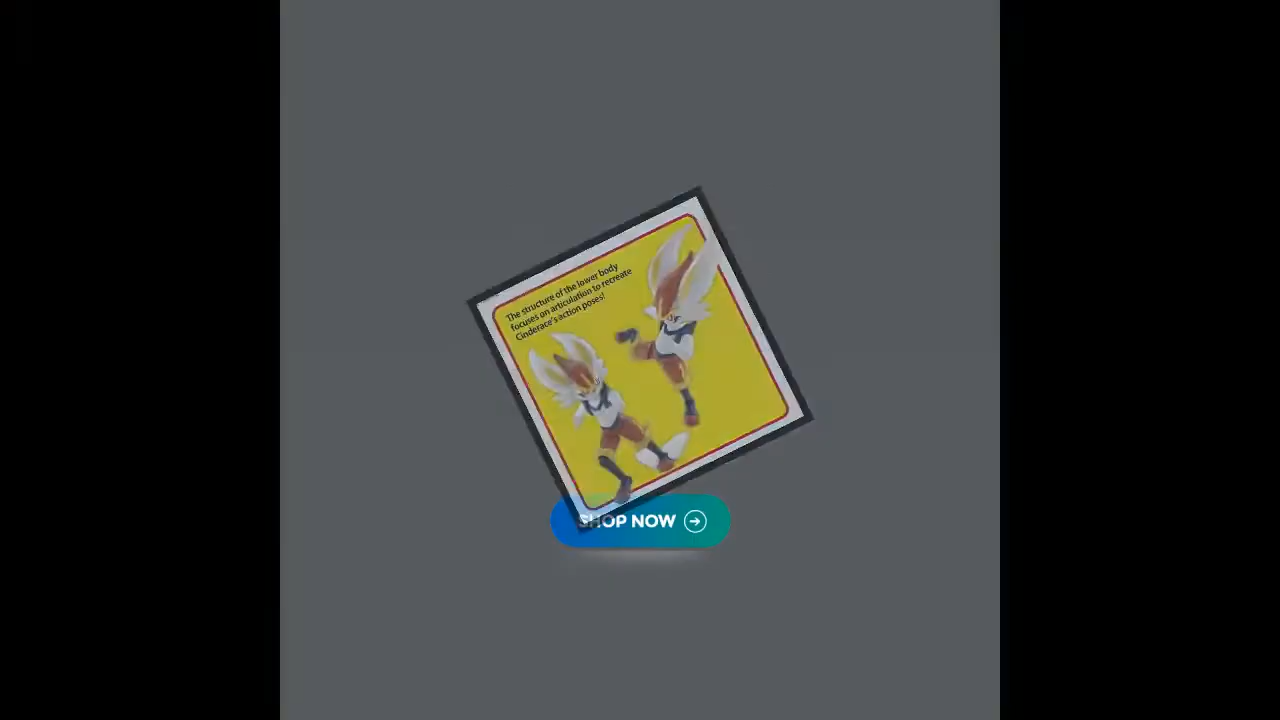 The structure of the lower body
focuses on articulation to recreate
Cinderace's action poses!
SHOP NOW